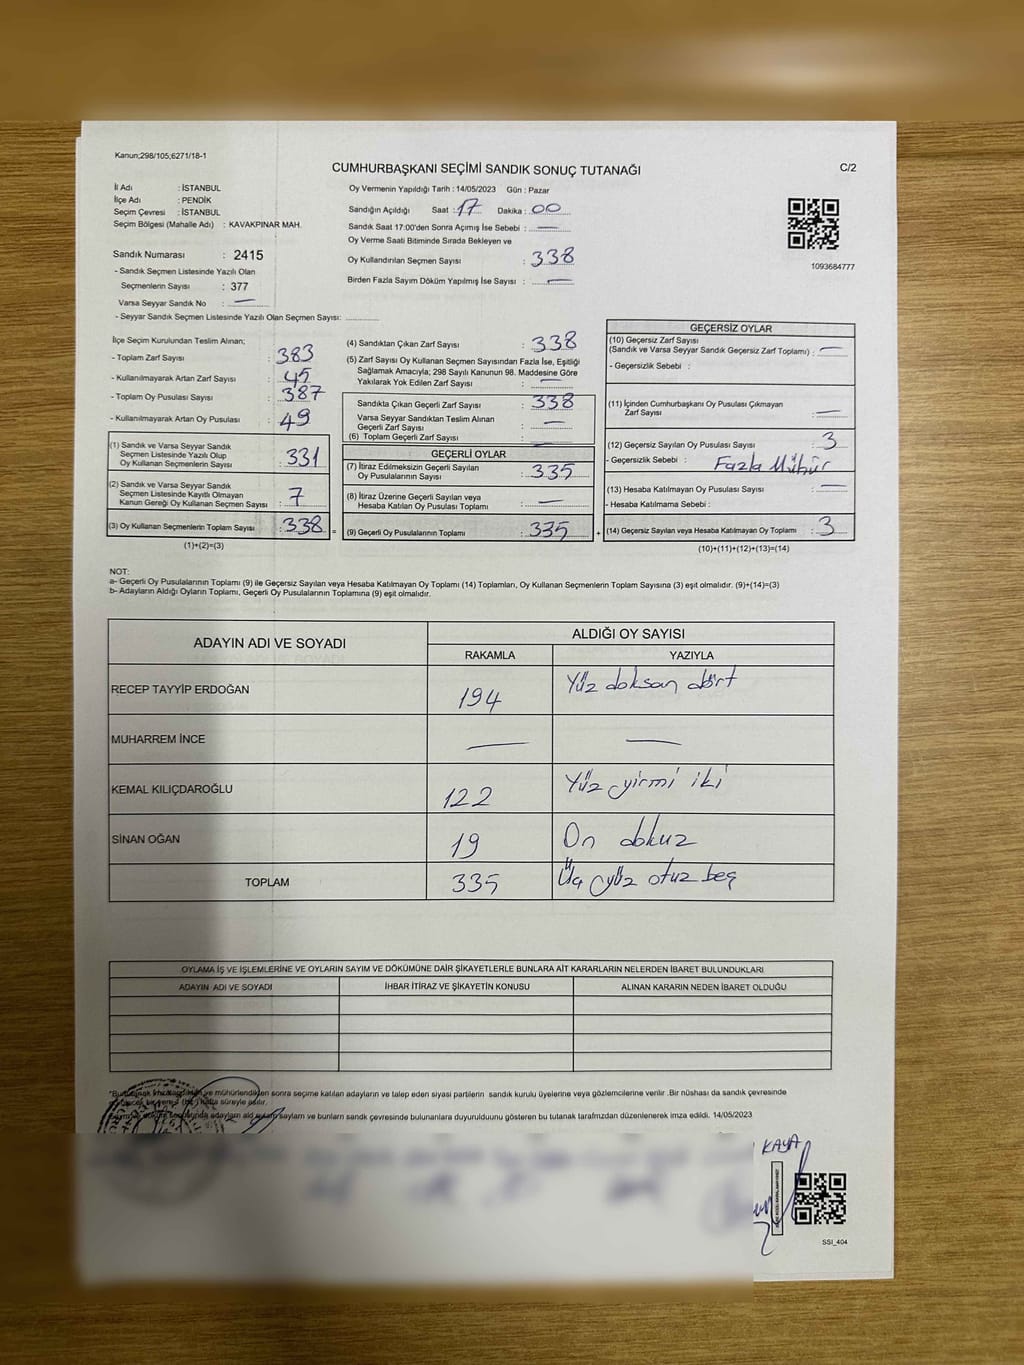 Kanun;298/105;6271/18-1
CUMHURBAŞKANI SEÇİMİ SANDIK SONUÇ TUTANAĞI
C/2
İl Adı : İSTANBUL
İlçe Adı : PENDİK
Seçim Çevresi : İSTANBUL
Seçim Bölgesi (Mahalle Adı) : KAVAKPINAR MAH.
Sandık Numarası : 2415
- Sandık Seçmen Listesinde Yazılı Olan
Seçmenlerin Sayısı : 377
Varsa Seyyar Sandık No : —
- Seyyar Sandık Seçmen Listesinde Yazılı Olan Seçmen Sayısı: ............
Oy Vermenin Yapıldığı Tarih : 14/05/2023 Gün : Pazar
Sandığın Açıldığı Saat : 17 Dakika : 00
Sandık Saat 17:00'den Sonra Açımış İse Sebebi : —
Oy Verme Saati Bitiminde Sırada Bekleyen ve
Oy Kullandırılan Seçmen Sayısı : 338
Birden Fazla Sayım Döküm Yapılmış İse Sayısı : —
1093684777
İlçe Seçim Kurulundan Teslim Alınan;
- Toplam Zarf Sayısı : 383
- Kullanılmayarak Artan Zarf Sayısı : 45
- Toplam Oy Pusulası Sayısı : 387
- Kullanılmayarak Artan Oy Pusulası : 49
(1) Sandık ve Varsa Seyyar Sandık
Seçmen Listesinde Yazılı Olup
Oy Kullanan Seçmenlerin Sayısı : 331
(2) Sandık ve Varsa Seyyar Sandık
Seçmen Listesinde Kayıtlı Olmayan
Kanun Gereği Oy Kullanan Seçmen Sayısı : 7
(3) Oy Kullanan Seçmenlerin Toplam Sayısı : 338 =
(1)+(2)=(3)
(4) Sandıktan Çıkan Zarf Sayısı : 338
(5) Zarf Sayısı Oy Kullanan Seçmen Sayısından Fazla İse, Eşitliği
Sağlamak Amacıyla; 298 Sayılı Kanunun 98. Maddesine Göre
Yakılarak Yok Edilen Zarf Sayısı : —
Sandıkta Çıkan Geçerli Zarf Sayısı : 338
Varsa Seyyar Sandıktan Teslim Alınan
Geçerli Zarf Sayısı : —
(6) Toplam Geçerli Zarf Sayısı : —
GEÇERLİ OYLAR
(7) İtiraz Edilmeksizin Geçerli Sayılan
Oy Pusulalarının Sayısı : 335
(8) İtiraz Üzerine Geçerli Sayılan veya
Hesaba Katılan Oy Pusulası Toplamı : —
(9) Geçerli Oy Pusulalarının Toplamı : 335 +
GEÇERSİZ OYLAR
(10) Geçersiz Zarf Sayısı
(Sandık ve Varsa Seyyar Sandık Geçersiz Zarf Toplamı) : —
- Geçersizlik Sebebi :
(11) İçinden Cumhurbaşkanı Oy Pusulası Çıkmayan
Zarf Sayısı : —
(12) Geçersiz Sayılan Oy Pusulası Sayısı : 3
- Geçersizlik Sebebi : Fazla Mühür
(13) Hesaba Katılmayan Oy Pusulası Sayısı : —
- Hesaba Katılmama Sebebi :
(14) Geçersiz Sayılan veya Hesaba Katılmayan Oy Toplamı : 3
(10)+(11)+(12)+(13)=(14)
NOT:
a- Geçerli Oy Pusulalarının Toplamı (9) ile Geçersiz Sayılan veya Hesaba Katılmayan Oy Toplamı (14) Toplamları, Oy Kullanan Seçmenlerin Toplam Sayısına (3) eşit olmalıdır. (9)+(14)=(3)
b- Adayların Aldığı Oyların Toplamı, Geçerli Oy Pusulalarının Toplamına (9) eşit olmalıdır.
ADAYIN ADI VE SOYADI ALDIĞI OY SAYISI
RAKAMLA YAZIYLA
RECEP TAYYİP ERDOĞAN 194 Yüz doksan dört
MUHARREM İNCE — —
KEMAL KILIÇDAROĞLU 122 Yüz yirmi iki
SİNAN OĞAN 19 On dokuz
TOPLAM 335 Üç yüz otuz beş
OYLAMA İŞ VE İŞLEMLERİNE VE OYLARIN SAYIM VE DÖKÜMÜNE DAİR ŞİKAYETLERLE BUNLARA AİT KARARLARIN NELERDEN İBARET BULUNDUKLARI
ADAYIN ADI VE SOYADI İHBAR İTİRAZ VE ŞİKAYETİN KONUSU ALINAN KARARIN NEDEN İBARET OLDUĞU
ve mühürlendikten sonra seçime katılan adayların ve talep eden siyasi partilerin sandık kurulu üyelerine veya gözlemcilerine verilir .Bir nüshası da sandık çevresinde
hafta süreyle asılır.
adayların ald sayların ve bunların sandık çevresinde bulunanlara duyurulduunu gösteren bu tutanak tarafmzdan düzenlenerek imza edildi. 14/05/2023
KAYA
SSI_404